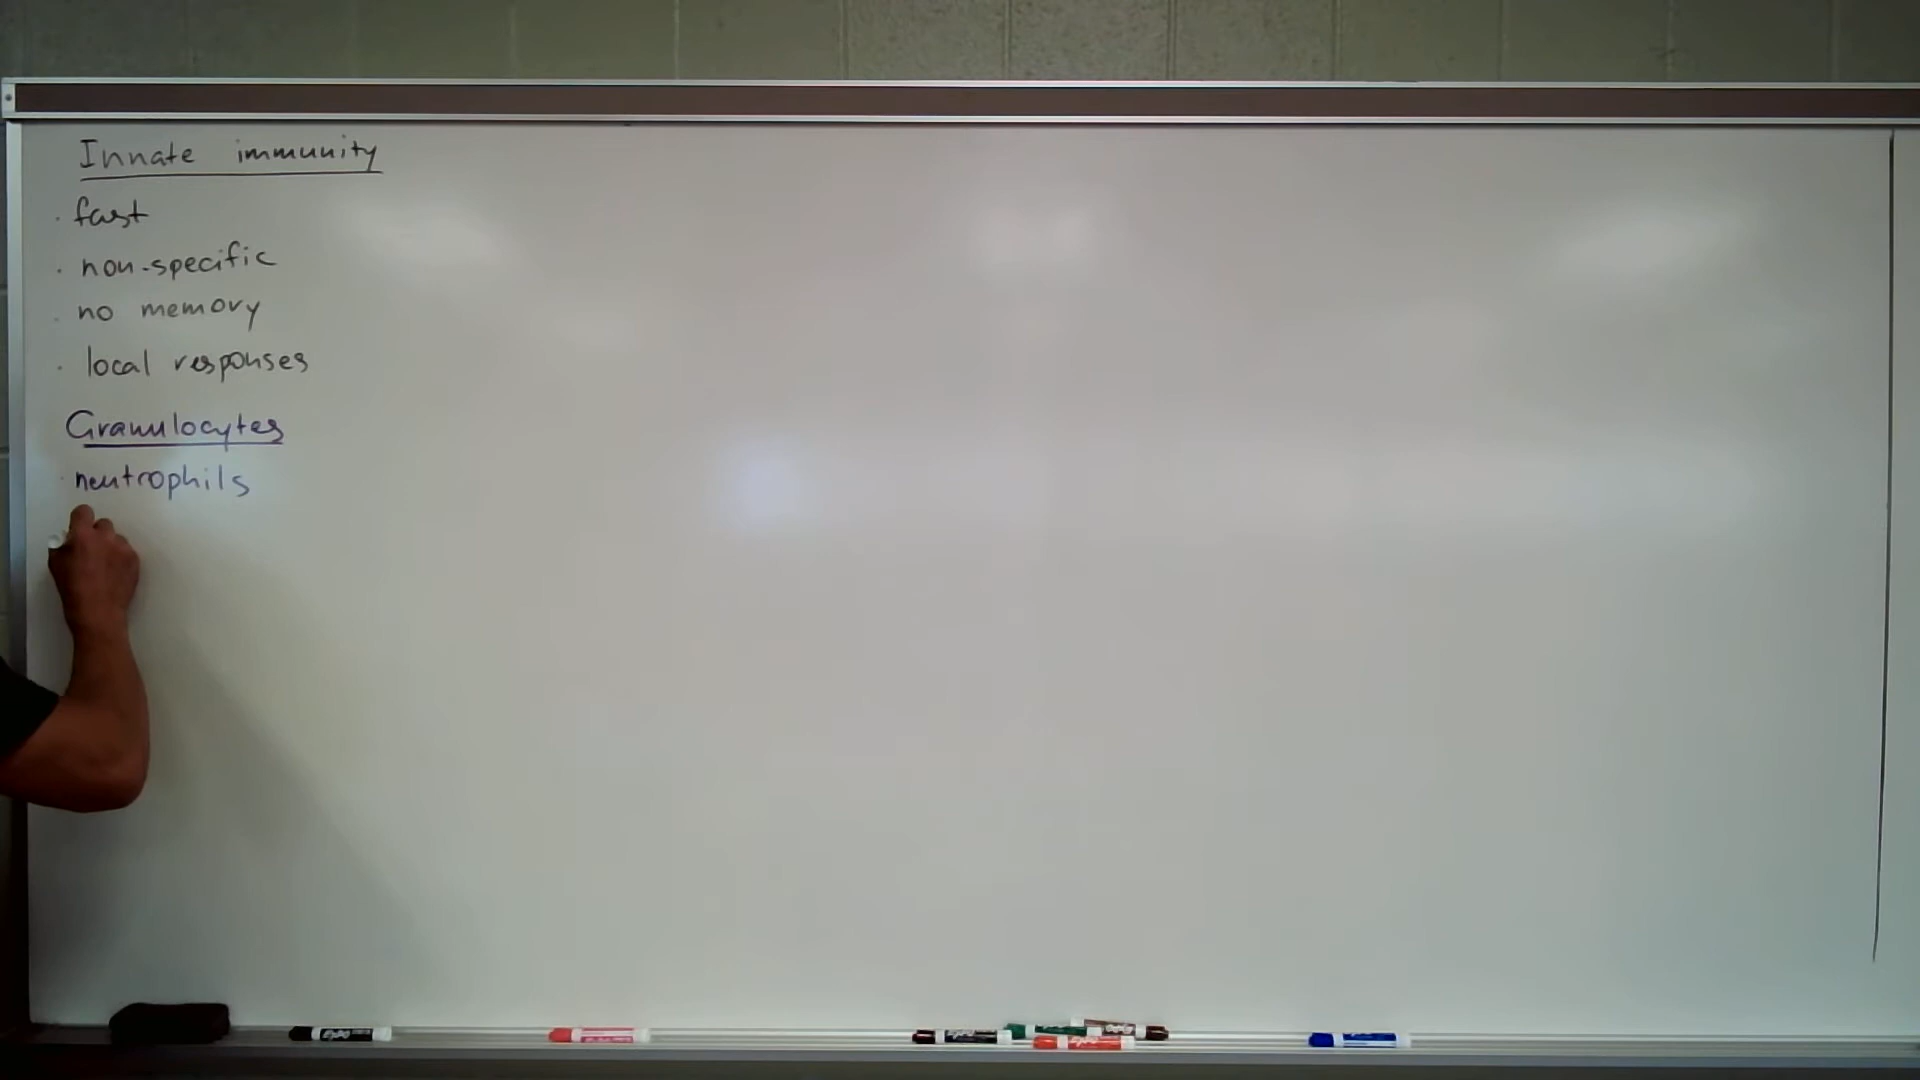 Innate immunity
· fast
· non-specific
· no memory
· local responses
Granulocytes
· neutrophils